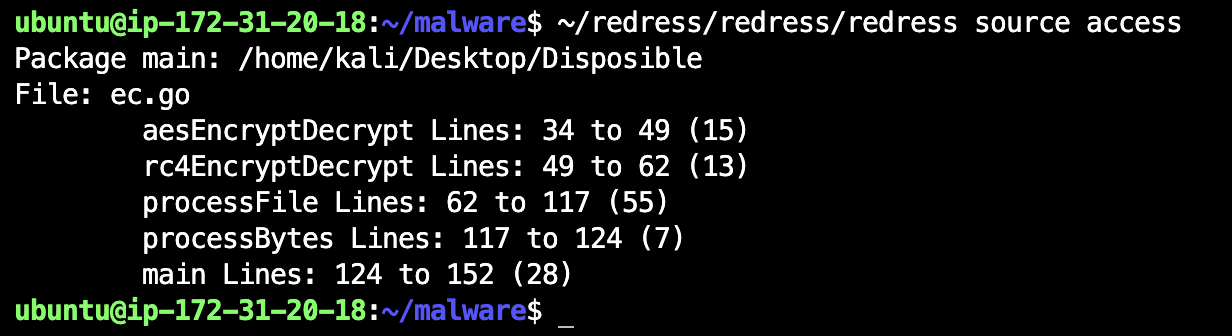 ubuntu@ip-172-31-20-18:~/malware$ ~/redress/redress/redress source access
Package main: /home/kali/Desktop/Disposible
File: ec.go
        aesEncryptDecrypt Lines: 34 to 49 (15)
        rc4EncryptDecrypt Lines: 49 to 62 (13)
        processFile Lines: 62 to 117 (55)
        processBytes Lines: 117 to 124 (7)
        main Lines: 124 to 152 (28)
ubuntu@ip-172-31-20-18:~/malware$ _